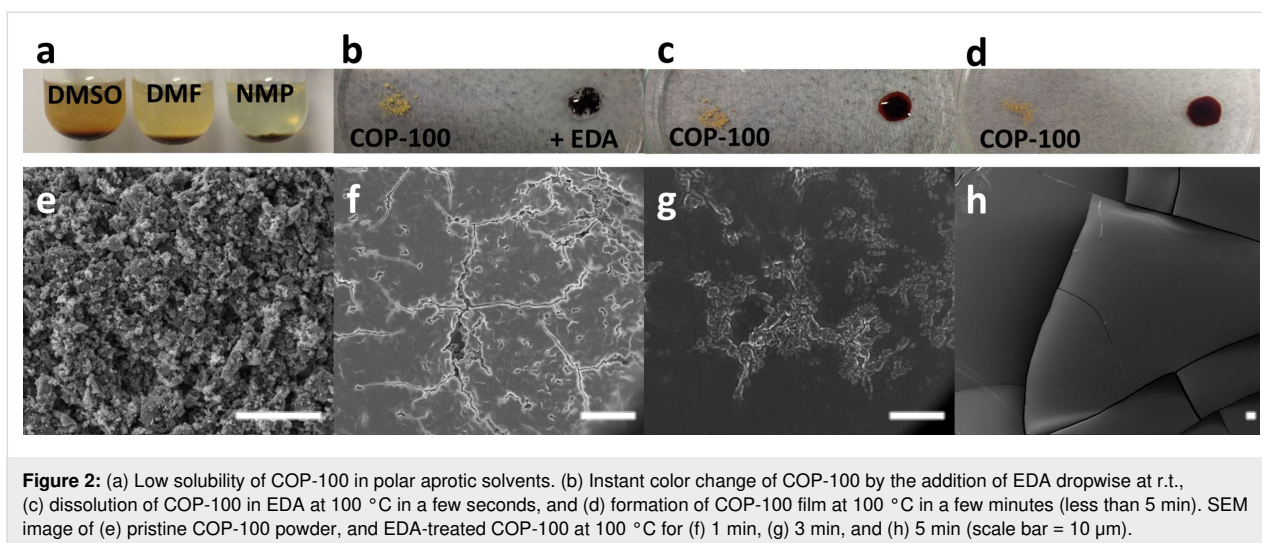 a
b
c
d
DMSO DMF NMP
COP-100
+ EDA
COP-100
COP-100
e
f
g
h
Figure 2: (a) Low solubility of COP-100 in polar aprotic solvents. (b) Instant color change of COP-100 by the addition of EDA dropwise at r.t.,
(c) dissolution of COP-100 in EDA at 100 °C in a few seconds, and (d) formation of COP-100 film at 100 °C in a few minutes (less than 5 min). SEM
image of (e) pristine COP-100 powder, and EDA-treated COP-100 at 100 °C for (f) 1 min, (g) 3 min, and (h) 5 min (scale bar = 10 μm).